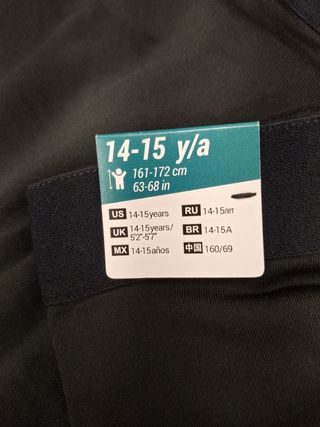 14-15 y/a
161-172 cm
63-68 in
US 14-15years
UK 14-15years/
5'2"-5'7"
MX 14-15años
RU 14-15лет
BR 14-15A
中国 160/69